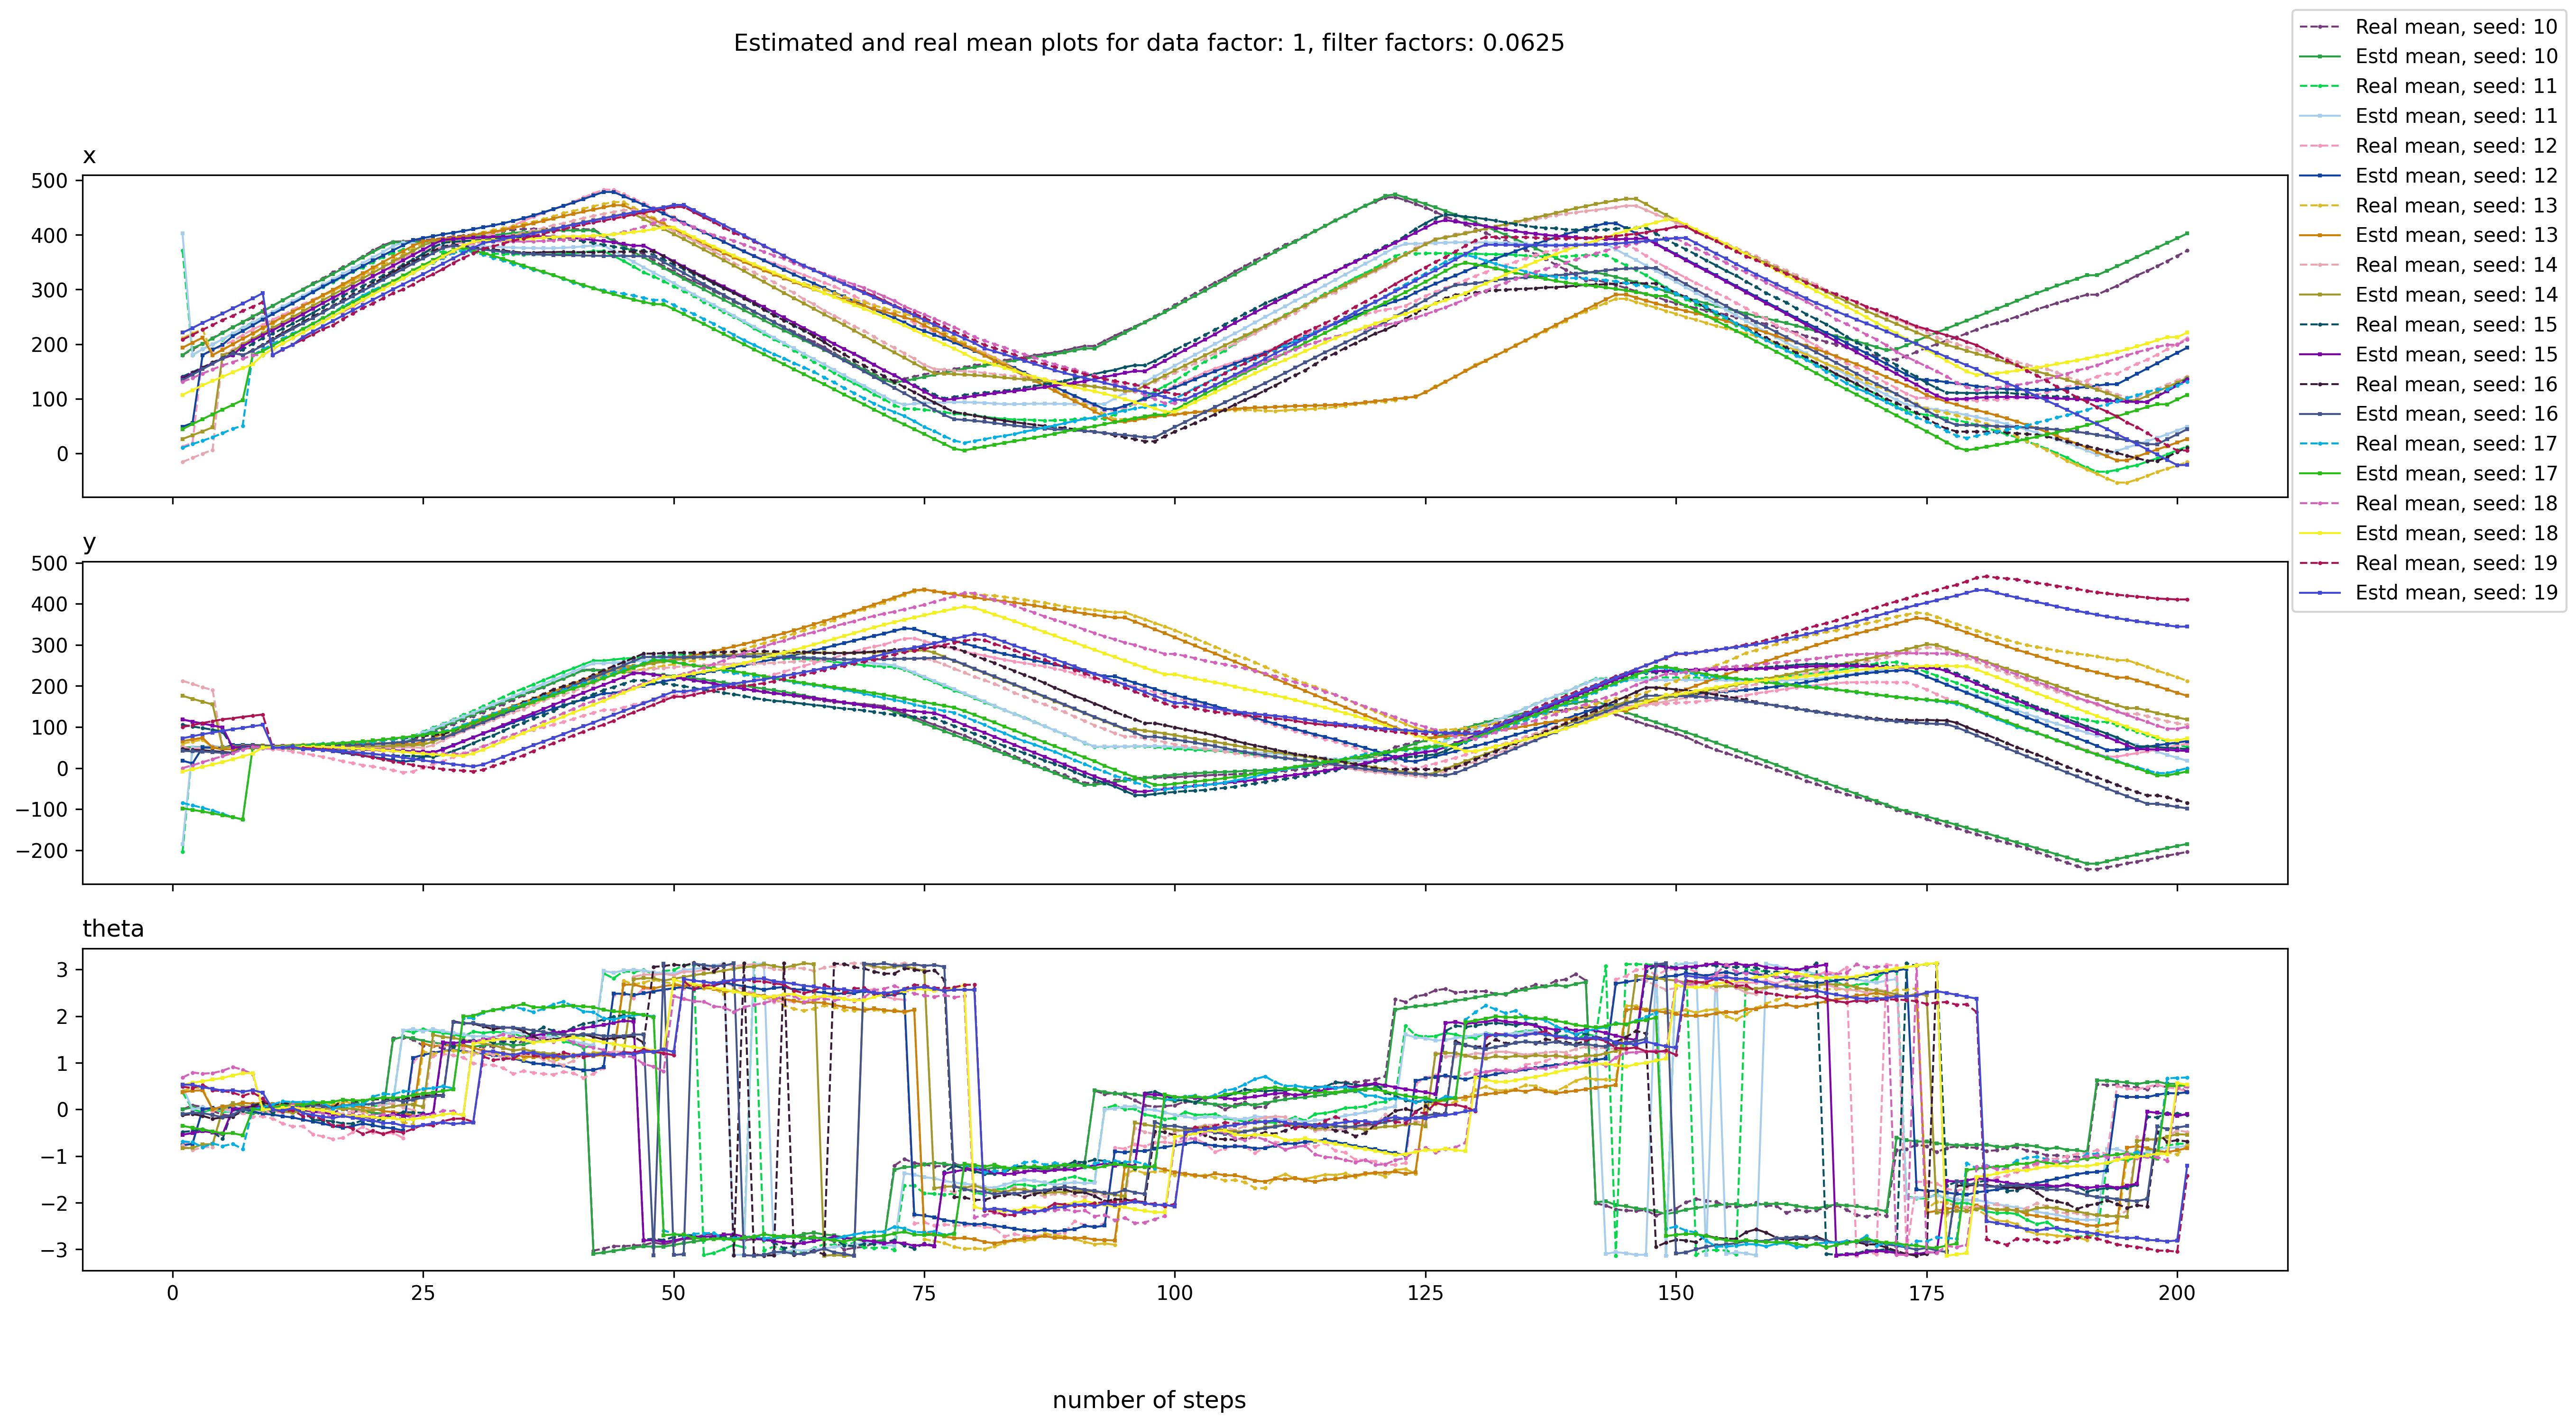 Estimated and real mean plots for data factor: 1, filter factors: 0.0625
Real mean, seed: 10
Estd mean, seed: 10
Real mean, seed: 11
Estd mean, seed: 11
Real mean, seed: 12
Estd mean, seed: 12
Real mean, seed: 13
Estd mean, seed: 13
Real mean, seed: 14
Estd mean, seed: 14
Real mean, seed: 15
Estd mean, seed: 15
Real mean, seed: 16
Estd mean, seed: 16
Real mean, seed: 17
Estd mean, seed: 17
Real mean, seed: 18
Estd mean, seed: 18
Real mean, seed: 19
Estd mean, seed: 19
x
500
400
300
200
100
0
y
500
400
300
200
100
0
−100
−200
theta
3
2
1
0
−1
−2
−3
0 25 50 75 100 125 150 175 200
number of steps